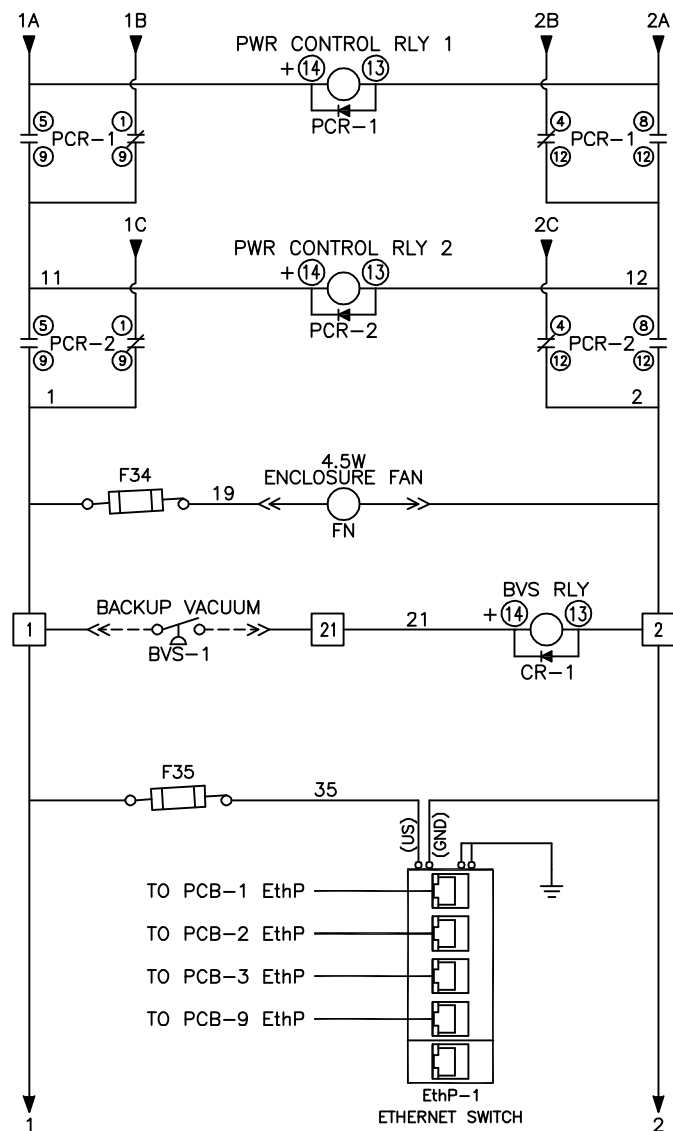 1A 1B 2B 2A
PWR CONTROL RLY 1
+ 14 13
PCR-1
5 1 4 8
PCR-1 PCR-1
9 9 12 12
1C 2C
PWR CONTROL RLY 2
11 + 14 13 12
PCR-2
5 1 4 8
PCR-2 PCR-2
9 9 12 12
1 2
4.5W
F34 ENCLOSURE FAN
19
FN
BACKUP VACUUM BVS RLY
1 21 21 + 14 13 2
BVS-1 CR-1
F35
35
(US) (GND)
TO PCB-1 EthP
TO PCB-2 EthP
TO PCB-3 EthP
TO PCB-9 EthP
EthP-1
ETHERNET SWITCH
1 2